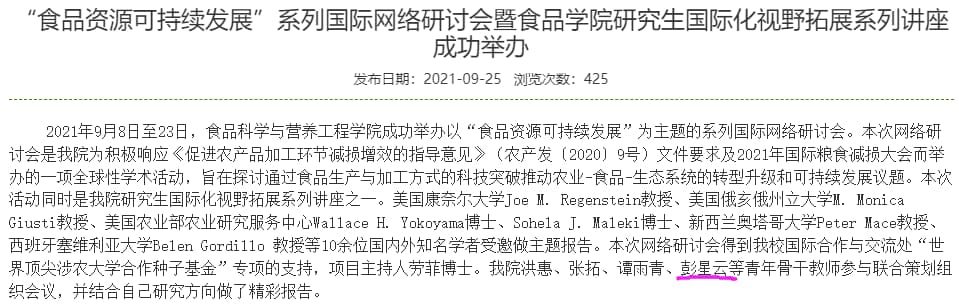 “食品资源可持续发展”系列国际网络研讨会暨食品学院研究生国际化视野拓展系列讲座
成功举办
发布日期：2021-09-25 浏览次数：425
2021年9月8日至23日，食品科学与营养工程学院成功举办以“食品资源可持续发展”为主题的系列国际网络研讨会。本次网络研
讨会是我院为积极响应《促进农产品加工环节减损增效的指导意见》（农产发〔2020〕9号）文件要求及2021年国际粮食减损大会而举
办的一项全球性学术活动，旨在探讨通过食品生产与加工方式的科技突破推动农业-食品-生态系统的转型升级和可持续发展议题。本次
活动同时是我院研究生国际化视野拓展系列讲座之一。美国康奈尔大学Joe M. Regenstein教授、美国俄亥俄州立大学M. Monica
Giusti教授、美国农业部农业研究服务中心Wallace H. Yokoyama博士、Sohela J. Maleki博士、新西兰奥塔哥大学Peter Mace教授、
西班牙塞维利亚大学Belen Gordillo 教授等10余位国内外知名学者受邀做主题报告。本次网络研讨会得到我校国际合作与交流处“世
界顶尖涉农大学合作种子基金”专项的支持，项目主持人劳菲博士。我院洪惠、张拓、谭雨青、彭星云等青年骨干教师参与联合策划组
织会议，并结合自己研究方向做了精彩报告。